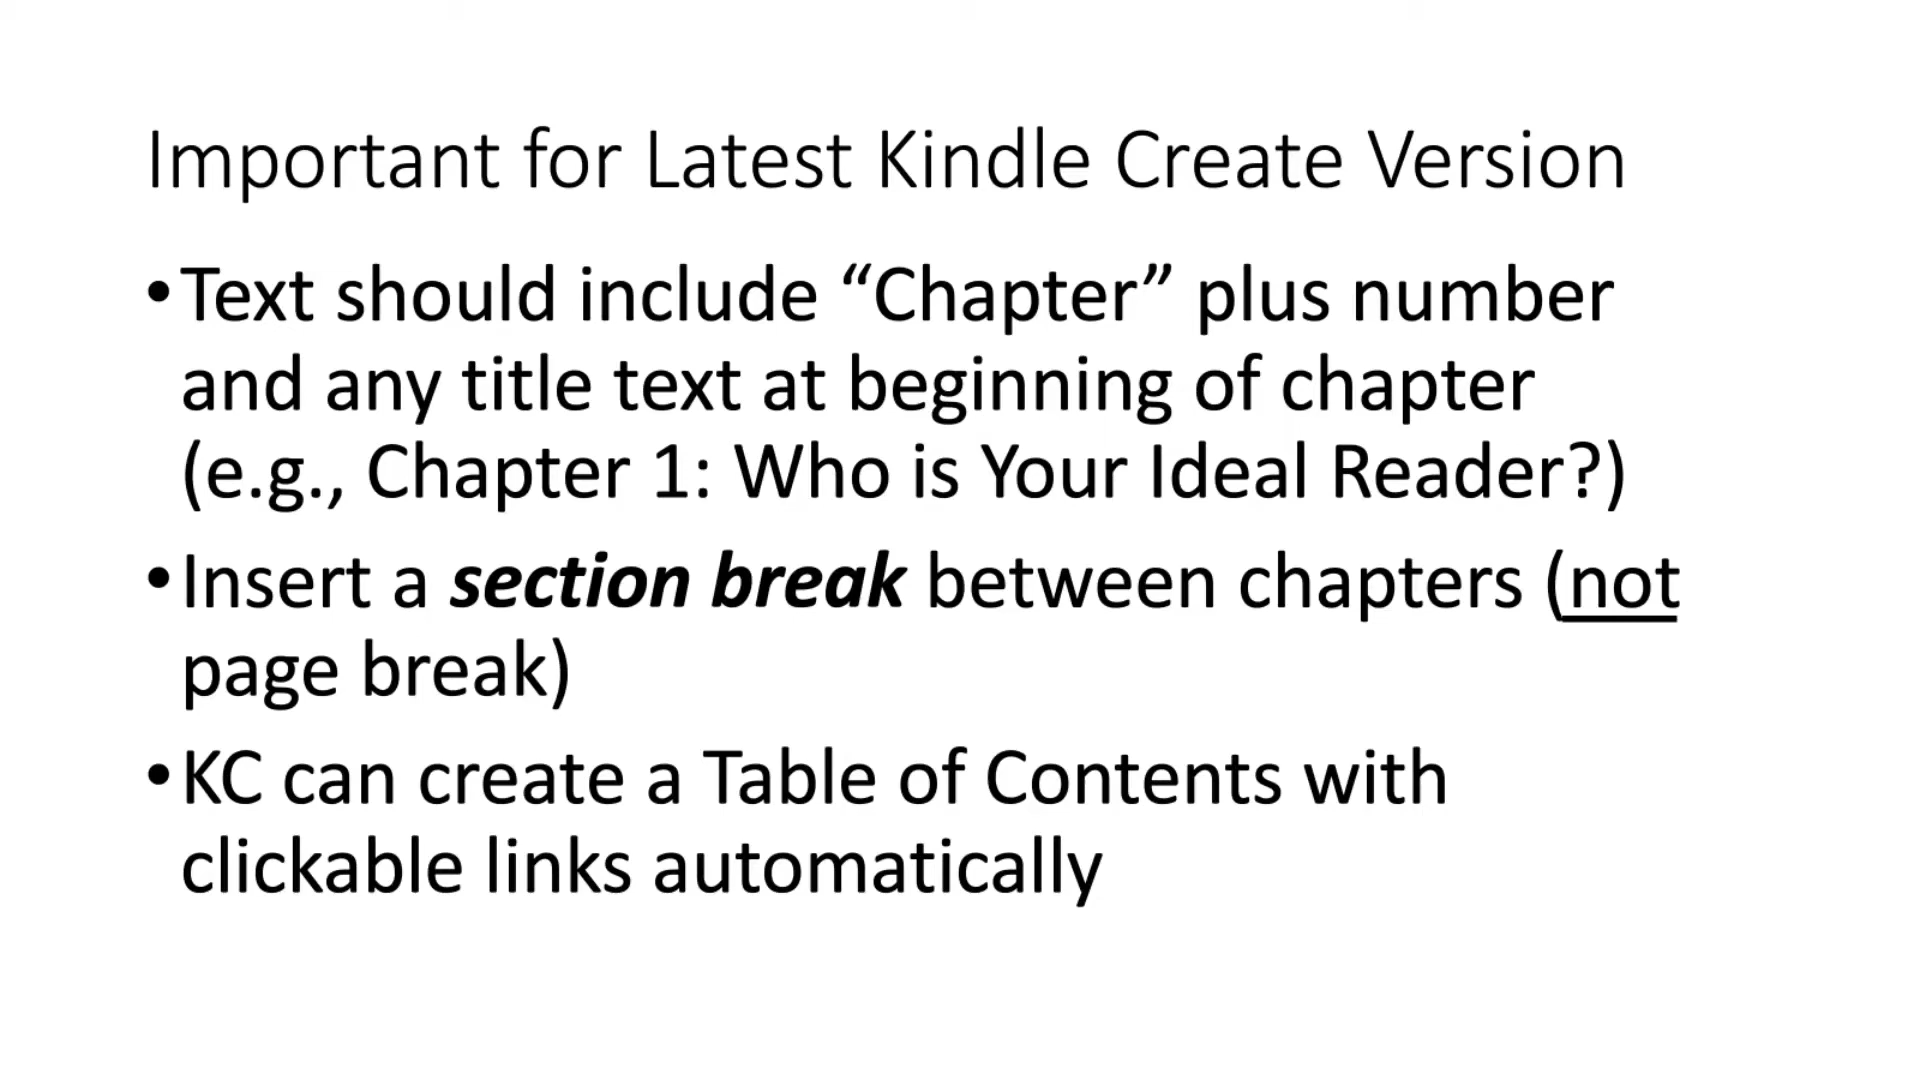 Important for Latest Kindle Create Version
•Text should include “Chapter” plus number
and any title text at beginning of chapter
(e.g., Chapter 1: Who is Your Ideal Reader?)
•Insert a section break between chapters (not
page break)
•KC can create a Table of Contents with
clickable links automatically